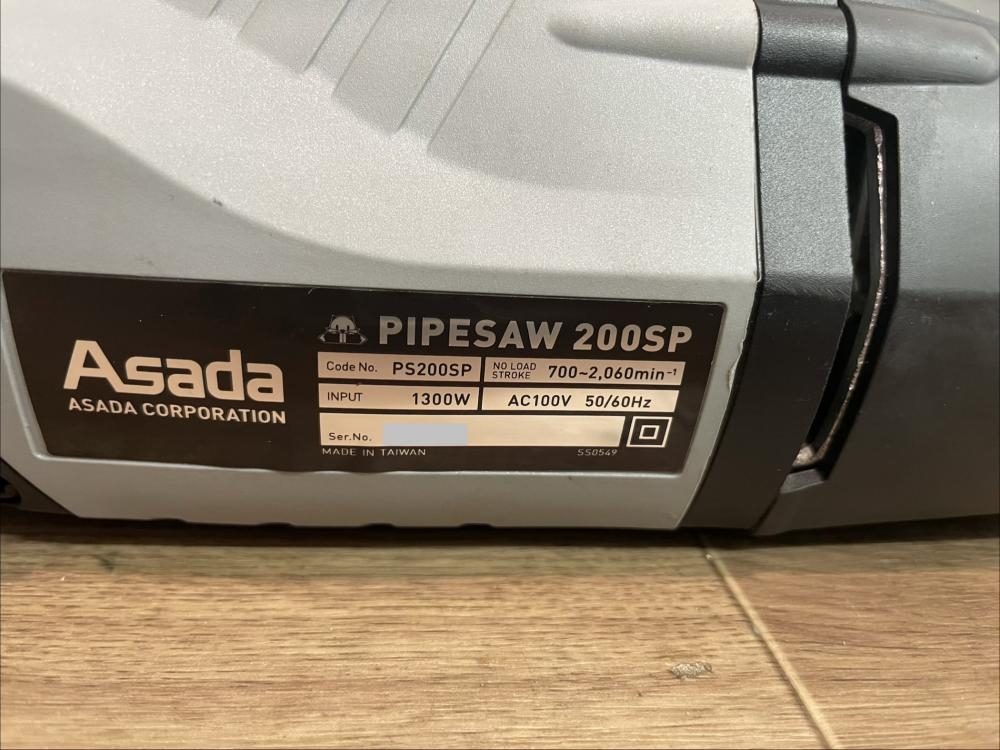 Asada
ASADA CORPORATION
PIPESAW 200SP
Code No. PS200SP
NO LOAD STROKE 700~2,060min⁻¹
INPUT 1300W
AC100V 50/60Hz
Ser.No.
MADE IN TAIWAN
SS0549